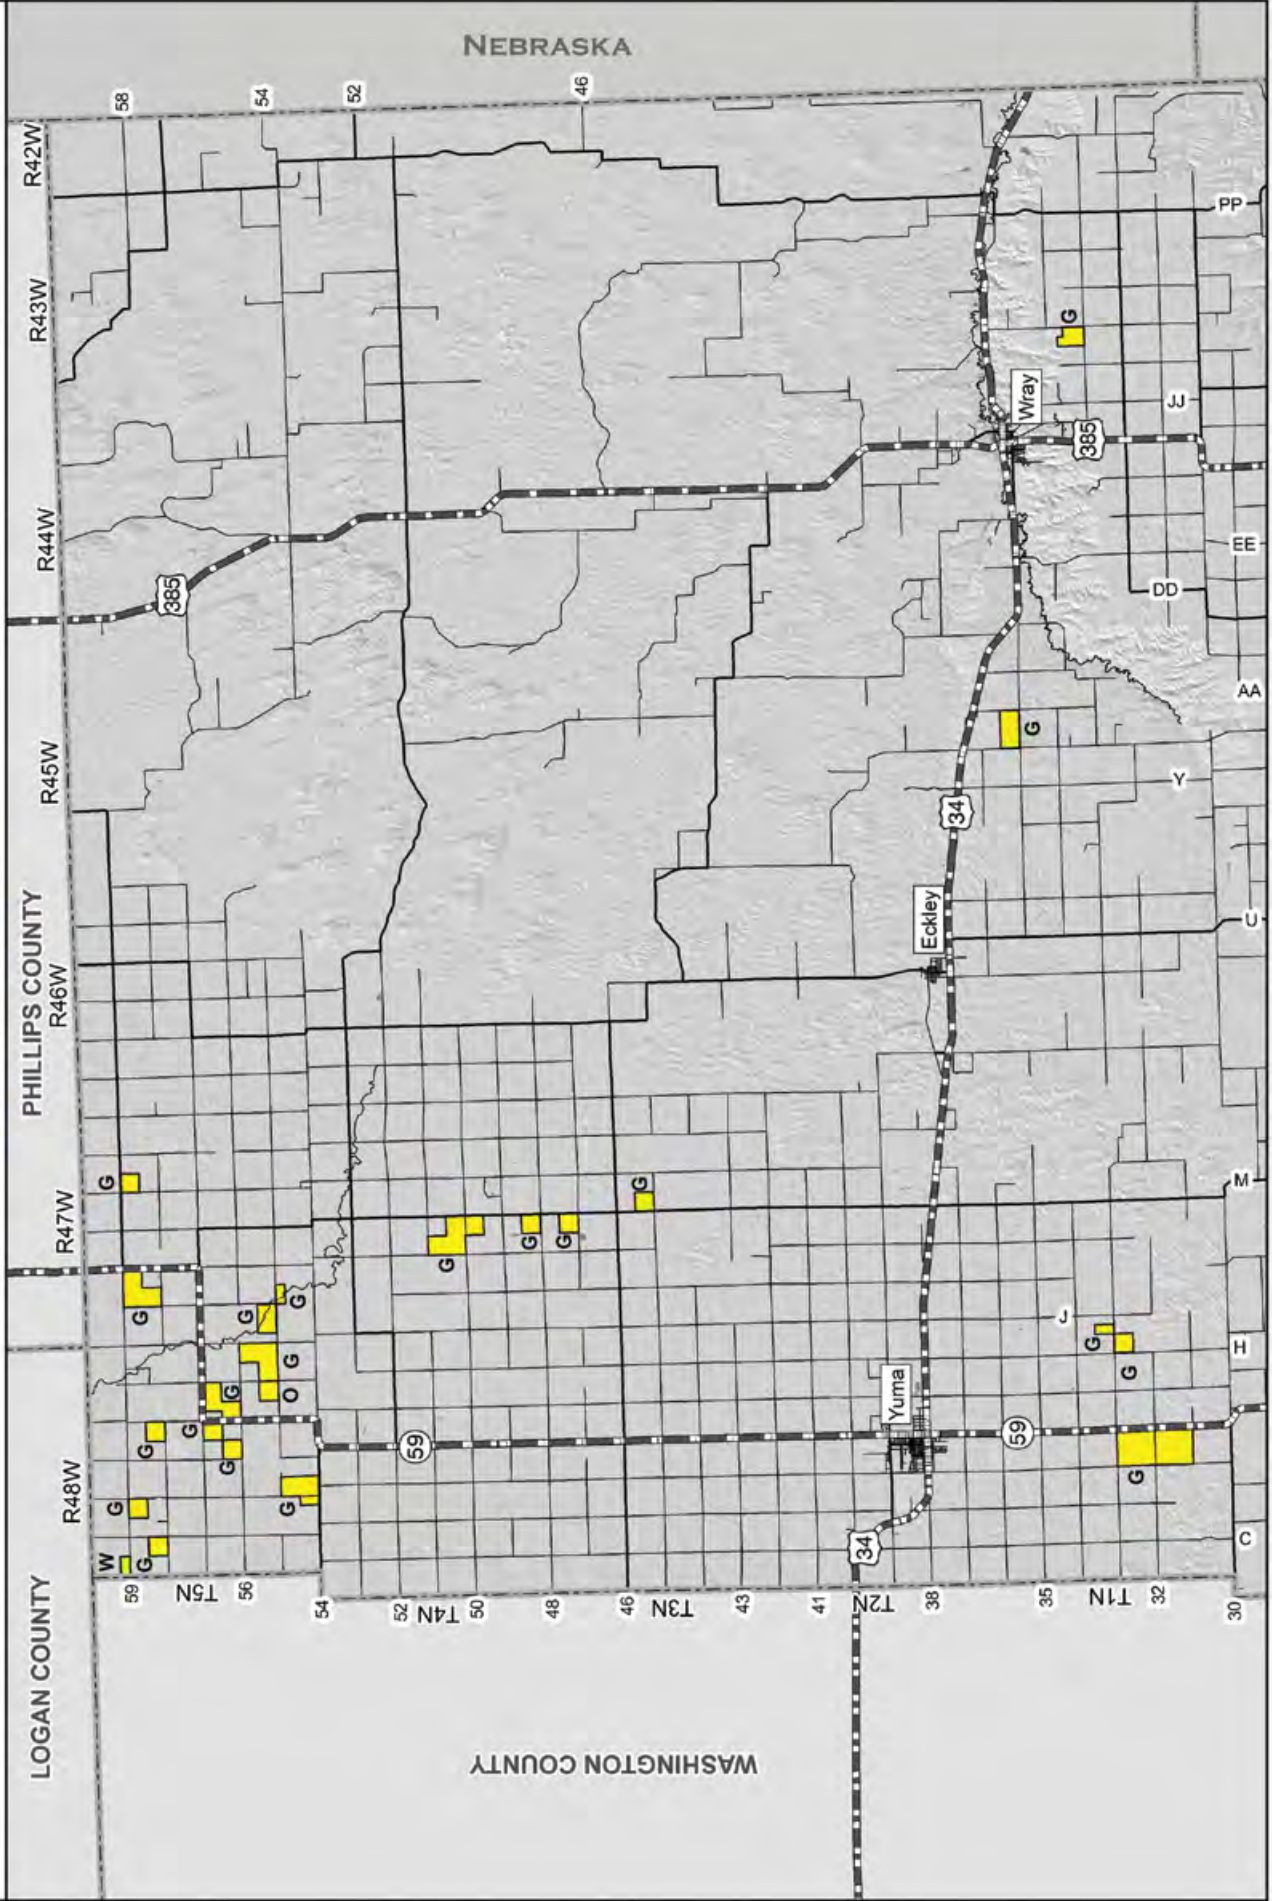 LOGAN COUNTY
PHILLIPS COUNTY
R48W
R47W
R46W
R45W
R44W
R43W
R42W
NEBRASKA
WASHINGTON COUNTY
59
T5N
56
54
52
T4N
50
48
46
T3N
43
41
T2N
38
35
T1N
32
30
58
54
52
46
W
G
G
G
G
G
G
G
G
G
O
G
G
G
G
G
G
G
G
G
G
G
G
G
385
59
34
Yuma
Eckley
34
Wray
385
59
C
H
J
M
U
Y
AA
DD
EE
JJ
PP